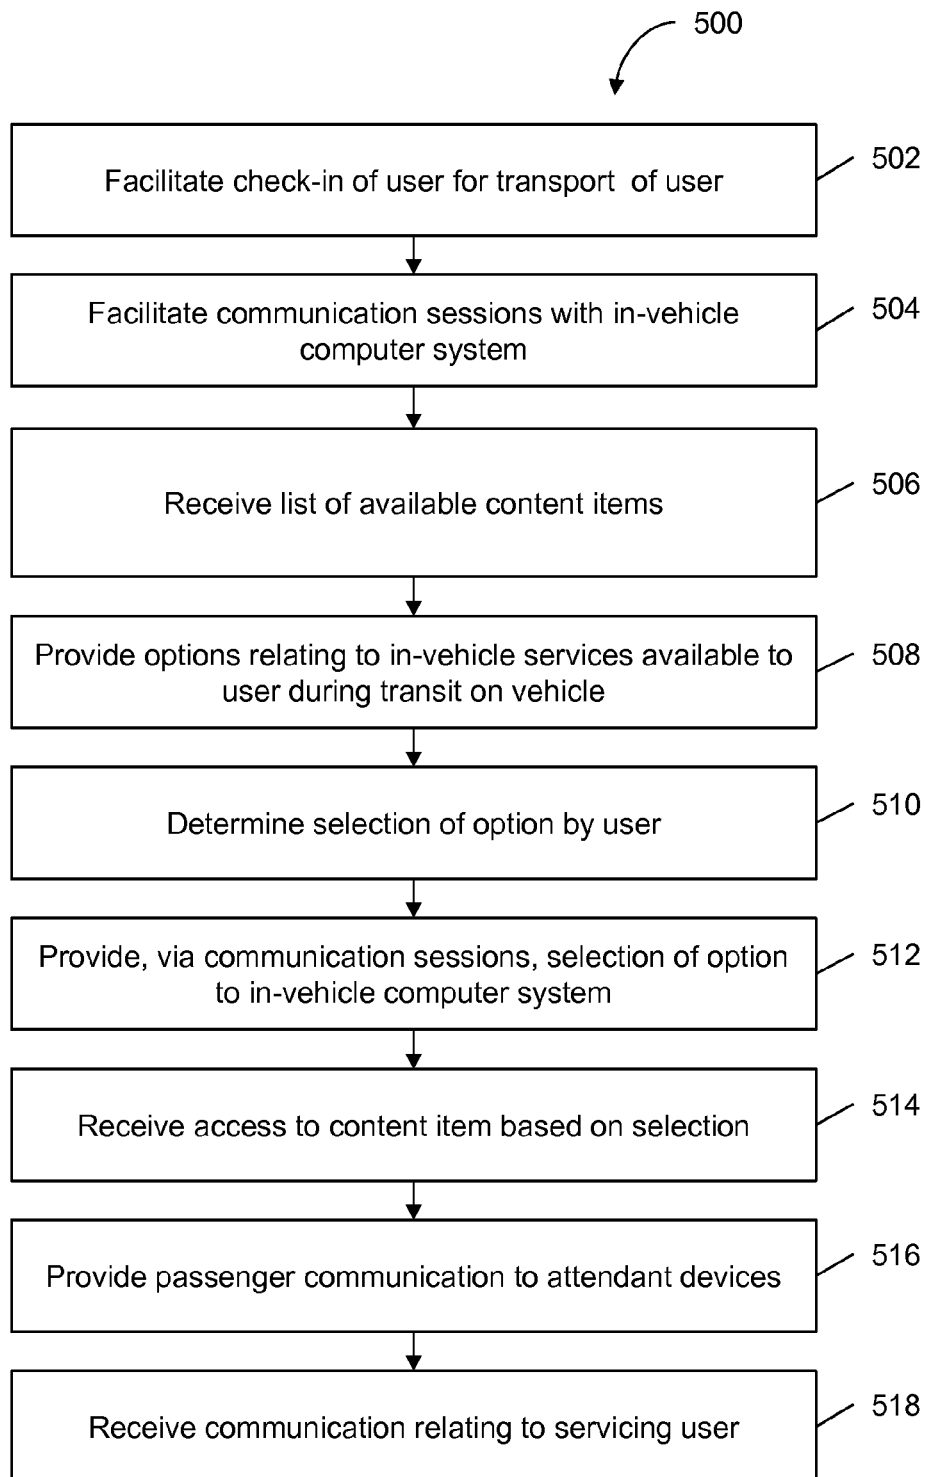 500
Facilitate check-in of user for transport of user
502
Facilitate communication sessions with in-vehicle
computer system
504
Receive list of available content items
506
Provide options relating to in-vehicle services available to
user during transit on vehicle
508
Determine selection of option by user
510
Provide, via communication sessions, selection of option
to in-vehicle computer system
512
Receive access to content item based on selection
514
Provide passenger communication to attendant devices
516
Receive communication relating to servicing user
518